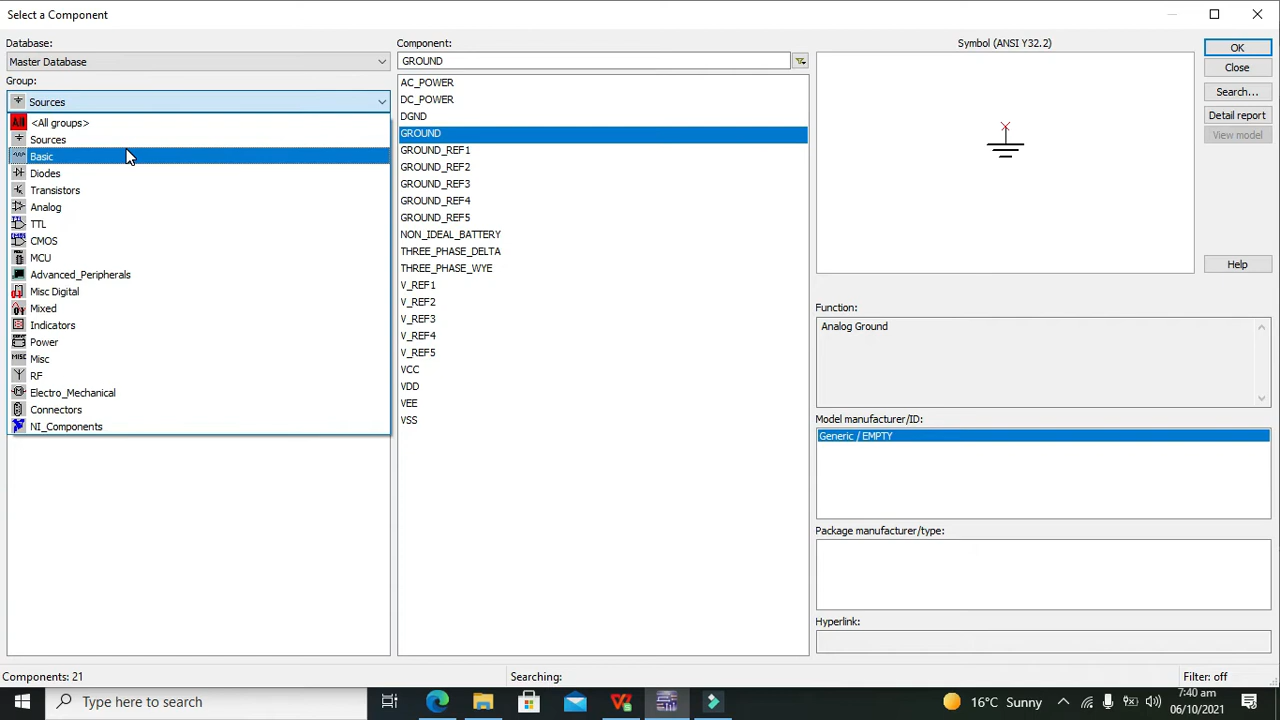 Select a Component
Database:
Master Database
Group:
Sources
All <All groups>
Sources
Basic
Diodes
Transistors
Analog
TTL
CMOS
MCU
Advanced_Peripherals
Misc Digital
Mixed
Indicators
Power
MISC Misc
RF
Electro_Mechanical
Connectors
NI_Components
Component:
GROUND
AC_POWER
DC_POWER
DGND
GROUND
GROUND_REF1
GROUND_REF2
GROUND_REF3
GROUND_REF4
GROUND_REF5
NON_IDEAL_BATTERY
THREE_PHASE_DELTA
THREE_PHASE_WYE
V_REF1
V_REF2
V_REF3
V_REF4
V_REF5
VCC
VDD
VEE
VSS
Symbol (ANSI Y32.2)
OK
Close
Search...
Detail report
View model
Help
Function:
Analog Ground
Model manufacturer/ID:
Generic / EMPTY
Package manufacturer/type:
Hyperlink:
Components: 21
Searching:
Filter: off
Type here to search
16°C Sunny
7:40 am
06/10/2021